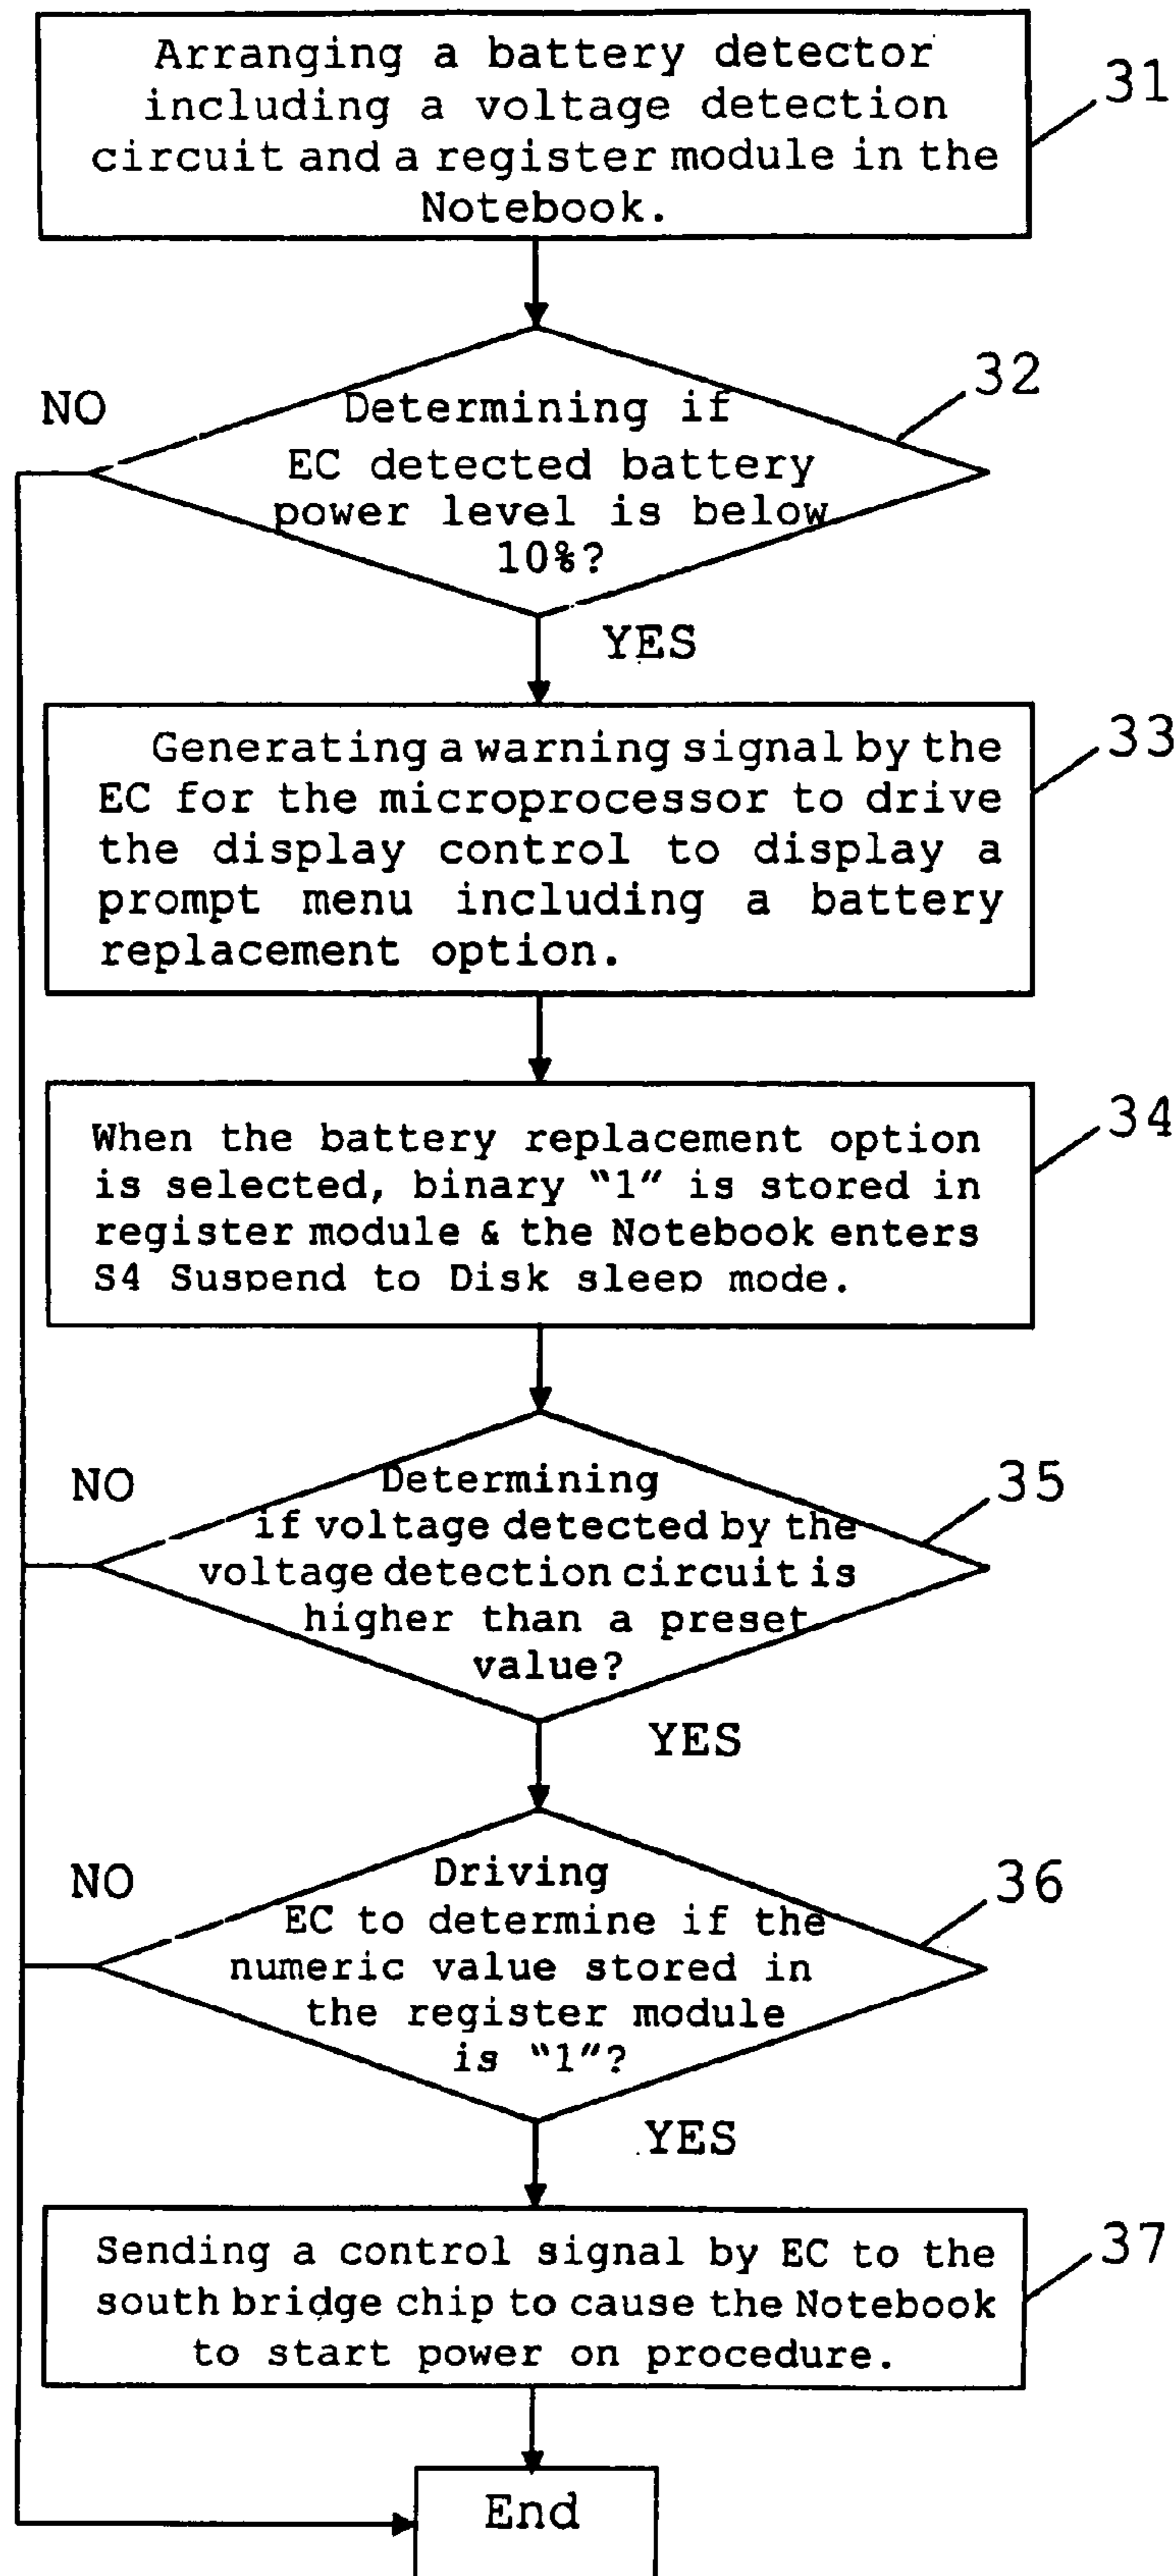 Arranging a battery detector
including a voltage detection
circuit and a register module in the
Notebook.
31
32
NO
Determining if
EC detected battery
power level is below
10%?
YES
Generating a warning signal by the
EC for the microprocessor to drive
the display control to display a
prompt menu including a battery
replacement option.
33
When the battery replacement option
is selected, binary “1” is stored in
register module & the Notebook enters
S4 Suspend to Disk sleep mode.
34
NO
Determining
if voltage detected by the
voltage detection circuit is
higher than a preset
value?
35
YES
NO
Driving
EC to determine if the
numeric value stored in
the register module
is “1”?
36
YES
Sending a control signal by EC to the
south bridge chip to cause the Notebook
to start power on procedure.
37
End